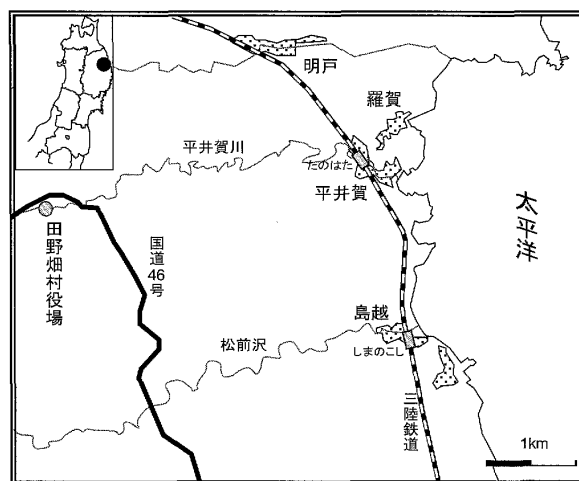 明戸
羅賀
平井賀川
たのはた
平井賀
太平洋
田野畑村役場
国道
46
号
島越
松前沢
しまのこし
三陸鉄道
1km